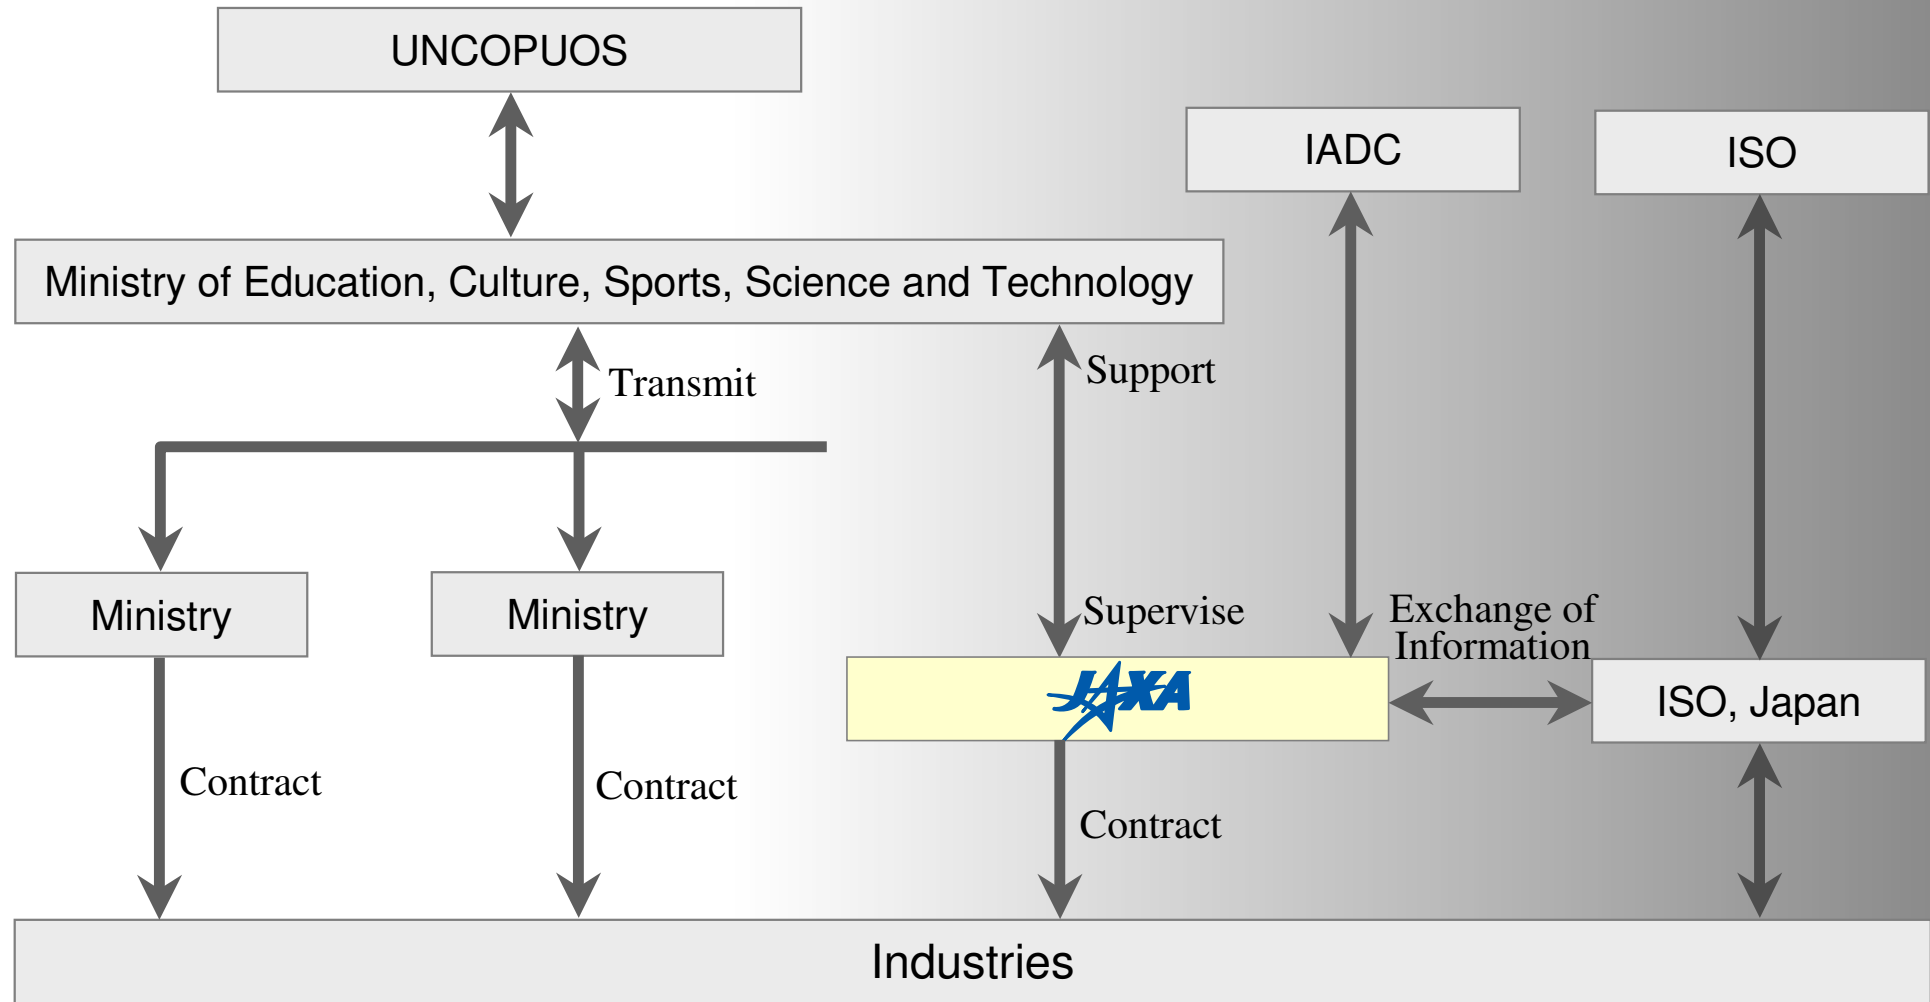 UNCOPUOS
IADC
ISO
Ministry of Education, Culture, Sports, Science and Technology
Transmit
Support
Ministry
Ministry
Supervise
Exchange of
Information
JAXA
ISO, Japan
Contract
Contract
Contract
Industries